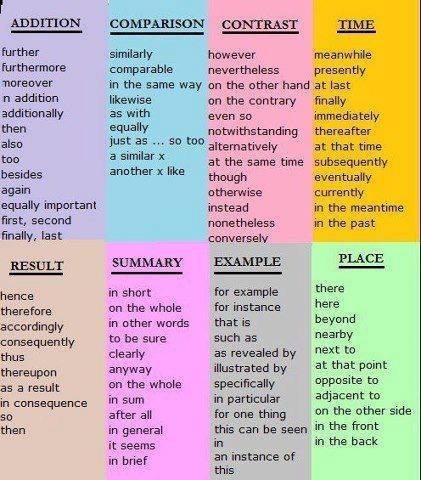 ADDITION
further
furthermore
moreover
n addition
additionally
then
also
too
besides
again
equally important
first, second
finally, last
COMPARISON
similarly
comparable
in the same way
likewise
as with
equally
just as ... so too
a similar x
another x like
CONTRAST
however
nevertheless
on the other hand
on the contrary
even so
notwithstanding
alternatively
at the same time
though
otherwise
instead
nonetheless
conversely
TIME
meanwhile
presently
at last
finally
immediately
thereafter
at that time
subsequently
eventually
currently
in the meantime
in the past
RESULT
hence
therefore
accordingly
consequently
thus
thereupon
as a result
in consequence
so
then
SUMMARY
in short
on the whole
in other words
to be sure
clearly
anyway
on the whole
in sum
after all
in general
it seems
in brief
EXAMPLE
for example
for instance
that is
such as
as revealed by
illustrated by
specifically
in particular
for one thing
this can be seen
in
an instance of
this
PLACE
there
here
beyond
nearby
next to
at that point
opposite to
adjacent to
on the other side
in the front
in the back